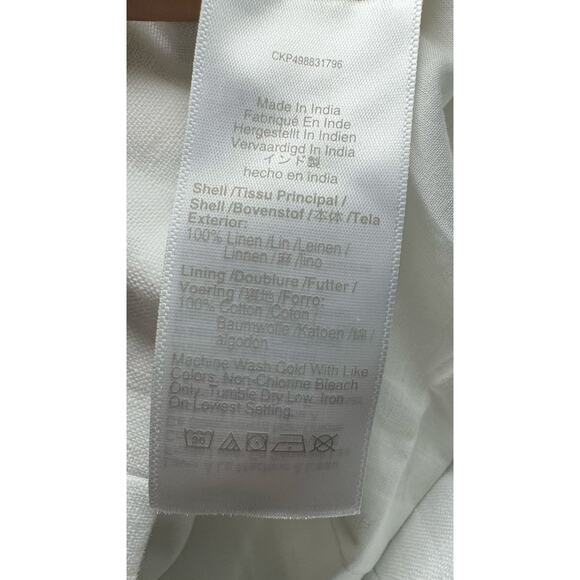 CKP498831796
Made In India
Fabriqué En Inde
Hergestellt In Indien
Vervaardigd In India
インド製
hecho en india
Shell /Tissu Principal /
Shell /Bovenstof /本体 /Tela
Exterior:
100% Linen /Lin /Leinen /
Linnen /麻 /lino
Lining /Doublure /Futter /
Voering /裏地 /Forro:
100% Cotton /Coton /
Baumwolle /Katoen /綿 /
algodon
Machine Wash Cold With Like
Colors. Non-Chlorine Bleach
Only. Tumble Dry Low. Iron
On Lowest Setting.
30